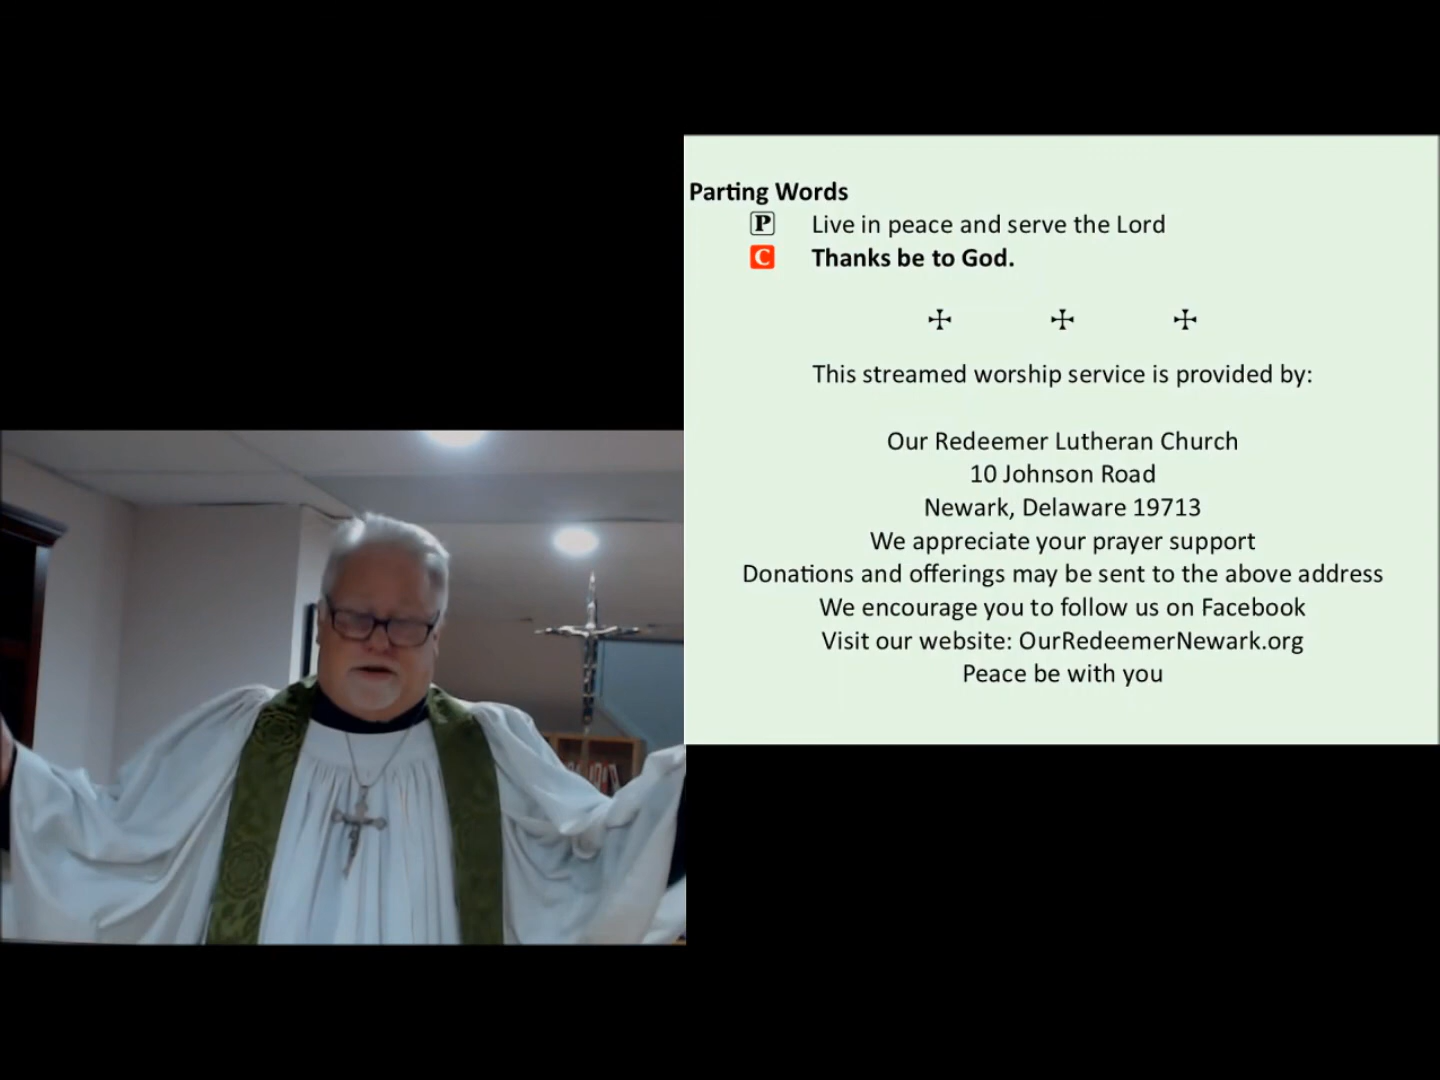 Parting Words
P Live in peace and serve the Lord
C Thanks be to God.
This streamed worship service is provided by:
Our Redeemer Lutheran Church
10 Johnson Road
Newark, Delaware 19713
We appreciate your prayer support
Donations and offerings may be sent to the above address
We encourage you to follow us on Facebook
Visit our website: OurRedeemerNewark.org
Peace be with you